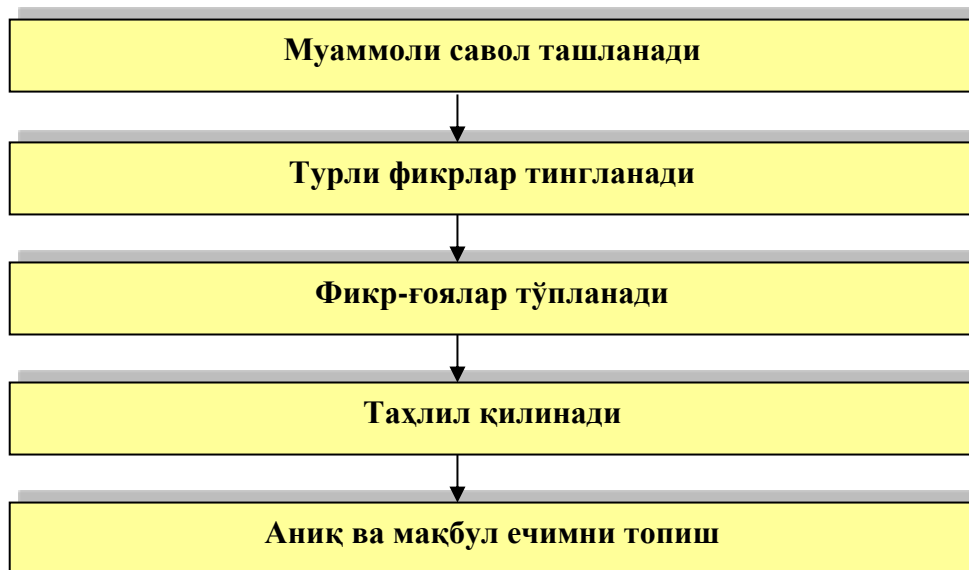 Муаммоли савол ташланади
Турли фикрлар тингланади
Фикр-ғоялар тўпланади
Таҳлил қилинади
Аниқ ва мақбул ечимни топиш